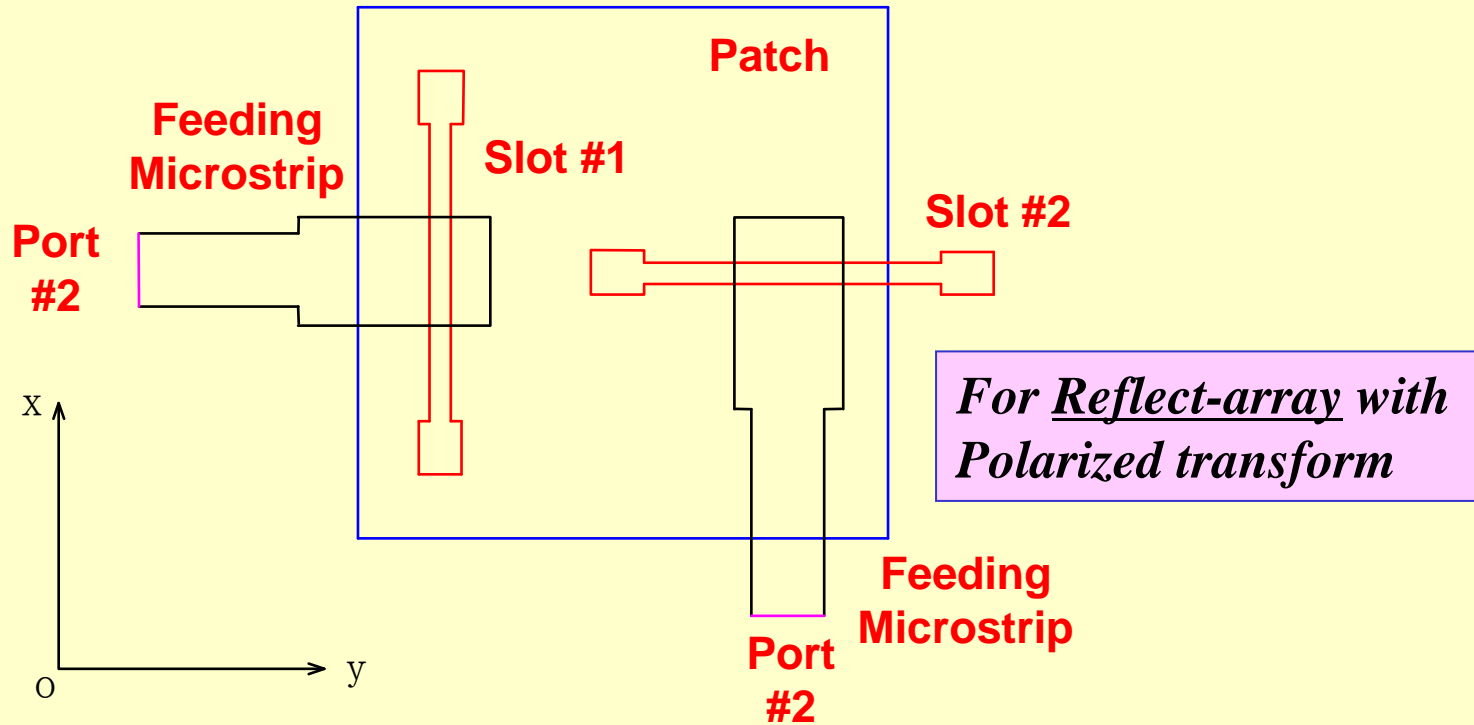 Patch
Feeding
Microstrip
Slot #1
Slot #2
Port
#2
For Reflect-array with
Polarized transform
X
O
y
Feeding
Microstrip
Port
#2